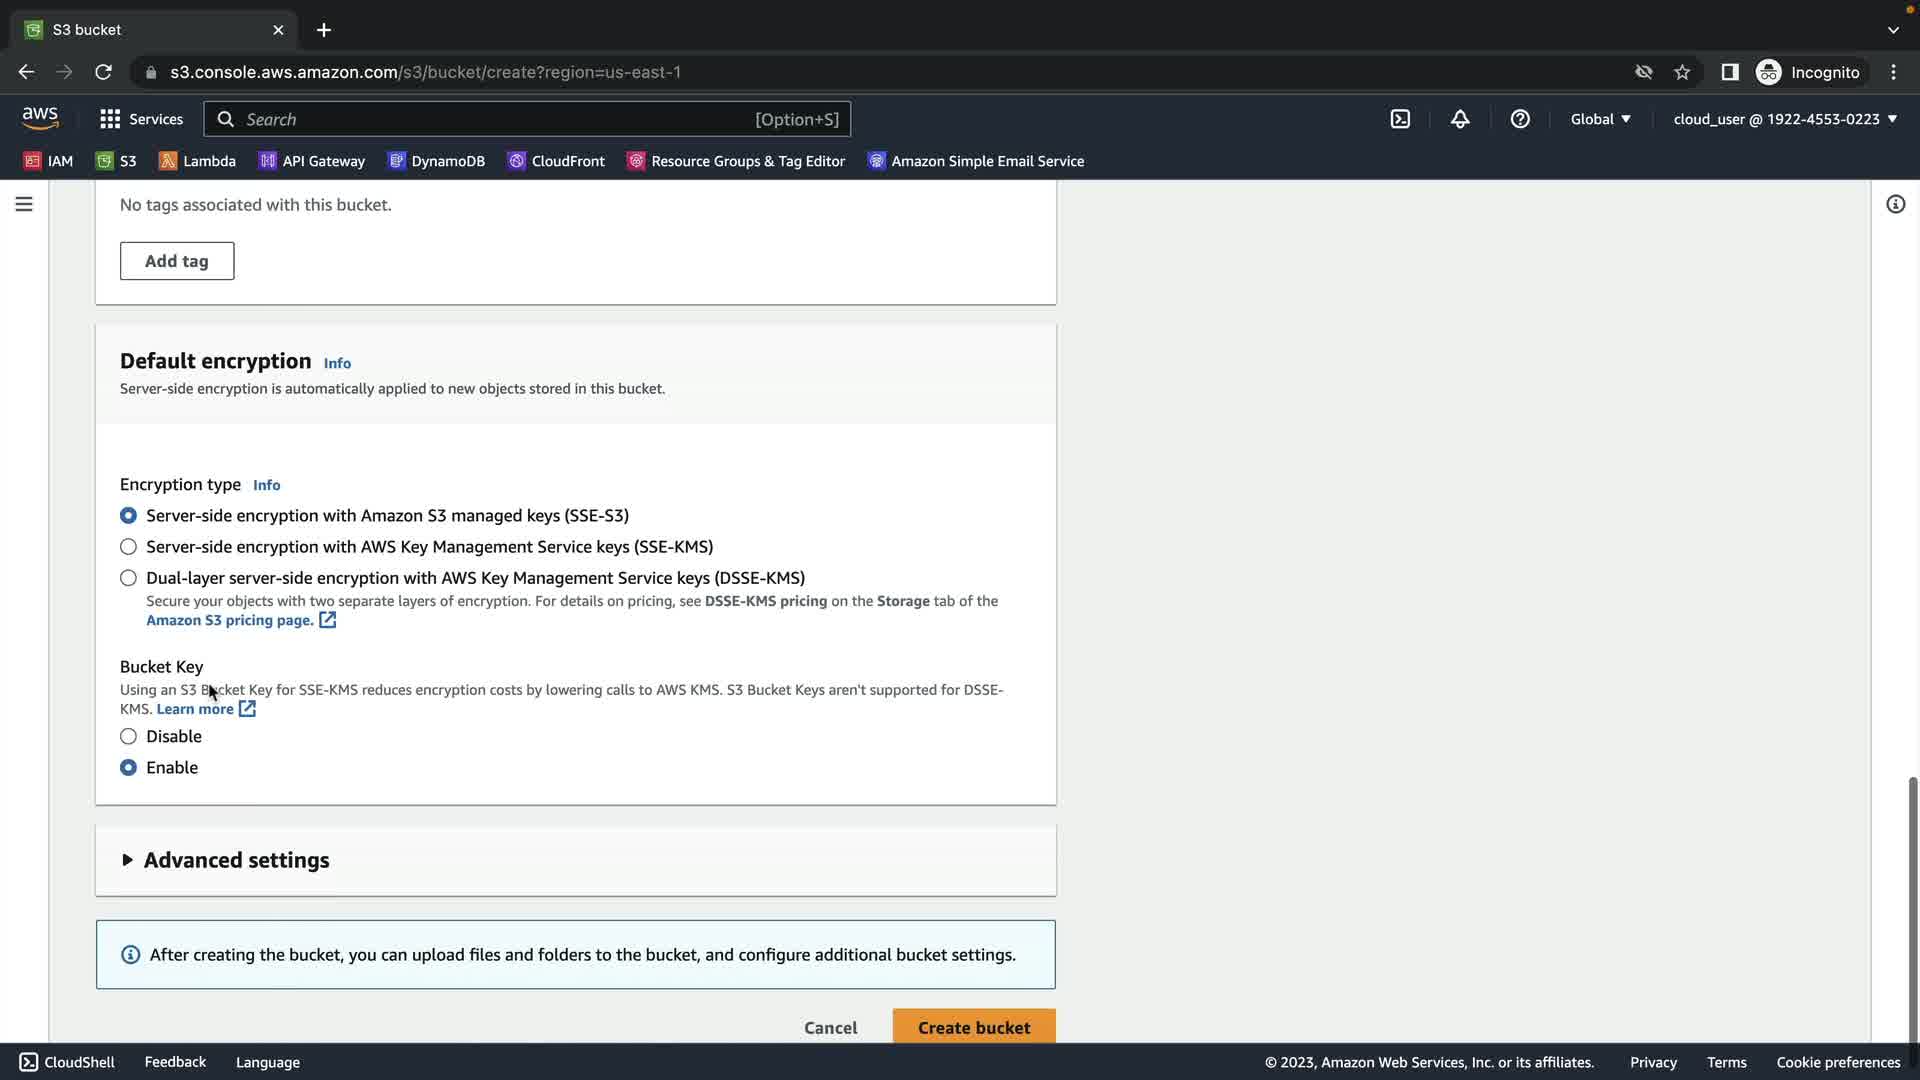 S3 bucket
s3.console.aws.amazon.com/s3/bucket/create?region=us-east-1
Incognito
aws
Services
Search
[Option+S]
Global
cloud_user @ 1922-4553-0223
IAM
S3
Lambda
API Gateway
DynamoDB
CloudFront
Resource Groups & Tag Editor
Amazon Simple Email Service
No tags associated with this bucket.
Add tag
Default encryption Info
Server-side encryption is automatically applied to new objects stored in this bucket.
Encryption type Info
Server-side encryption with Amazon S3 managed keys (SSE-S3)
Server-side encryption with AWS Key Management Service keys (SSE-KMS)
Dual-layer server-side encryption with AWS Key Management Service keys (DSSE-KMS)
Secure your objects with two separate layers of encryption. For details on pricing, see DSSE-KMS pricing on the Storage tab of the
Amazon S3 pricing page.
Bucket Key
Using an S3 Bucket Key for SSE-KMS reduces encryption costs by lowering calls to AWS KMS. S3 Bucket Keys aren't supported for DSSE-
KMS. Learn more
Disable
Enable
Advanced settings
After creating the bucket, you can upload files and folders to the bucket, and configure additional bucket settings.
Cancel
Create bucket
CloudShell
Feedback
Language
© 2023, Amazon Web Services, Inc. or its affiliates.
Privacy
Terms
Cookie preferences